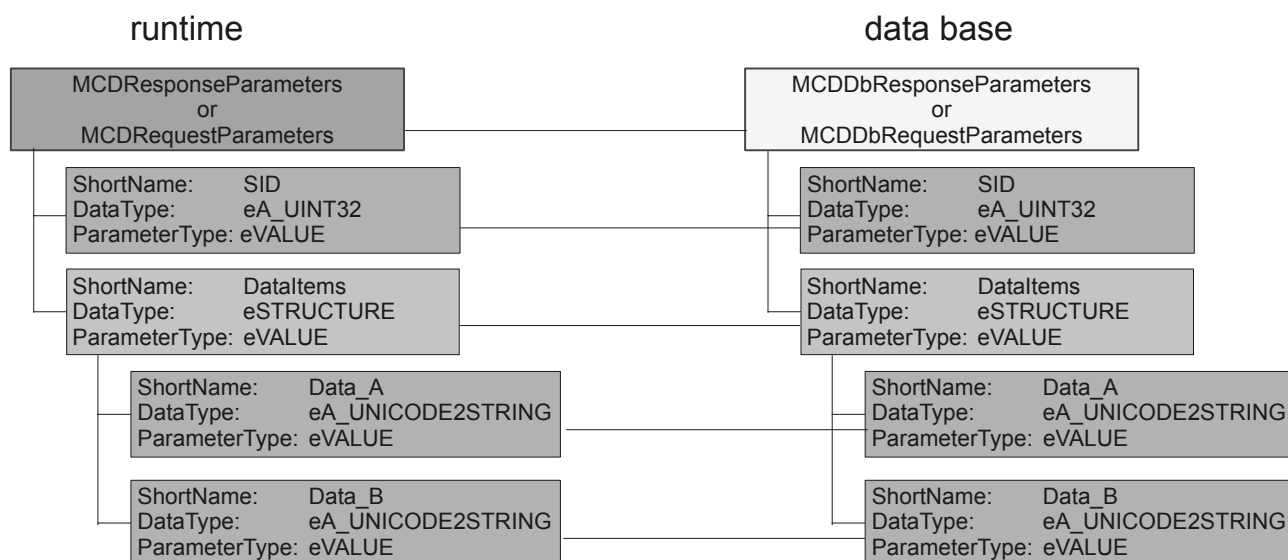 runtime
data base
MCDResponseParameters
or
MCDRequestParameters
MCDDbResponseParameters
or
MCDDbRequestParameters
ShortName: SID
DataType: eA_UINT32
ParameterType: eVALUE
ShortName: SID
DataType: eA_UINT32
ParameterType: eVALUE
ShortName: DataItems
DataType: eSTRUCTURE
ParameterType: eVALUE
ShortName: DataItems
DataType: eSTRUCTURE
ParameterType: eVALUE
ShortName: Data_A
DataType: eA_UNICODE2STRING
ParameterType: eVALUE
ShortName: Data_A
DataType: eA_UNICODE2STRING
ParameterType: eVALUE
ShortName: Data_B
DataType: eA_UNICODE2STRING
ParameterType: eVALUE
ShortName: Data_B
DataType: eA_UNICODE2STRING
ParameterType: eVALUE